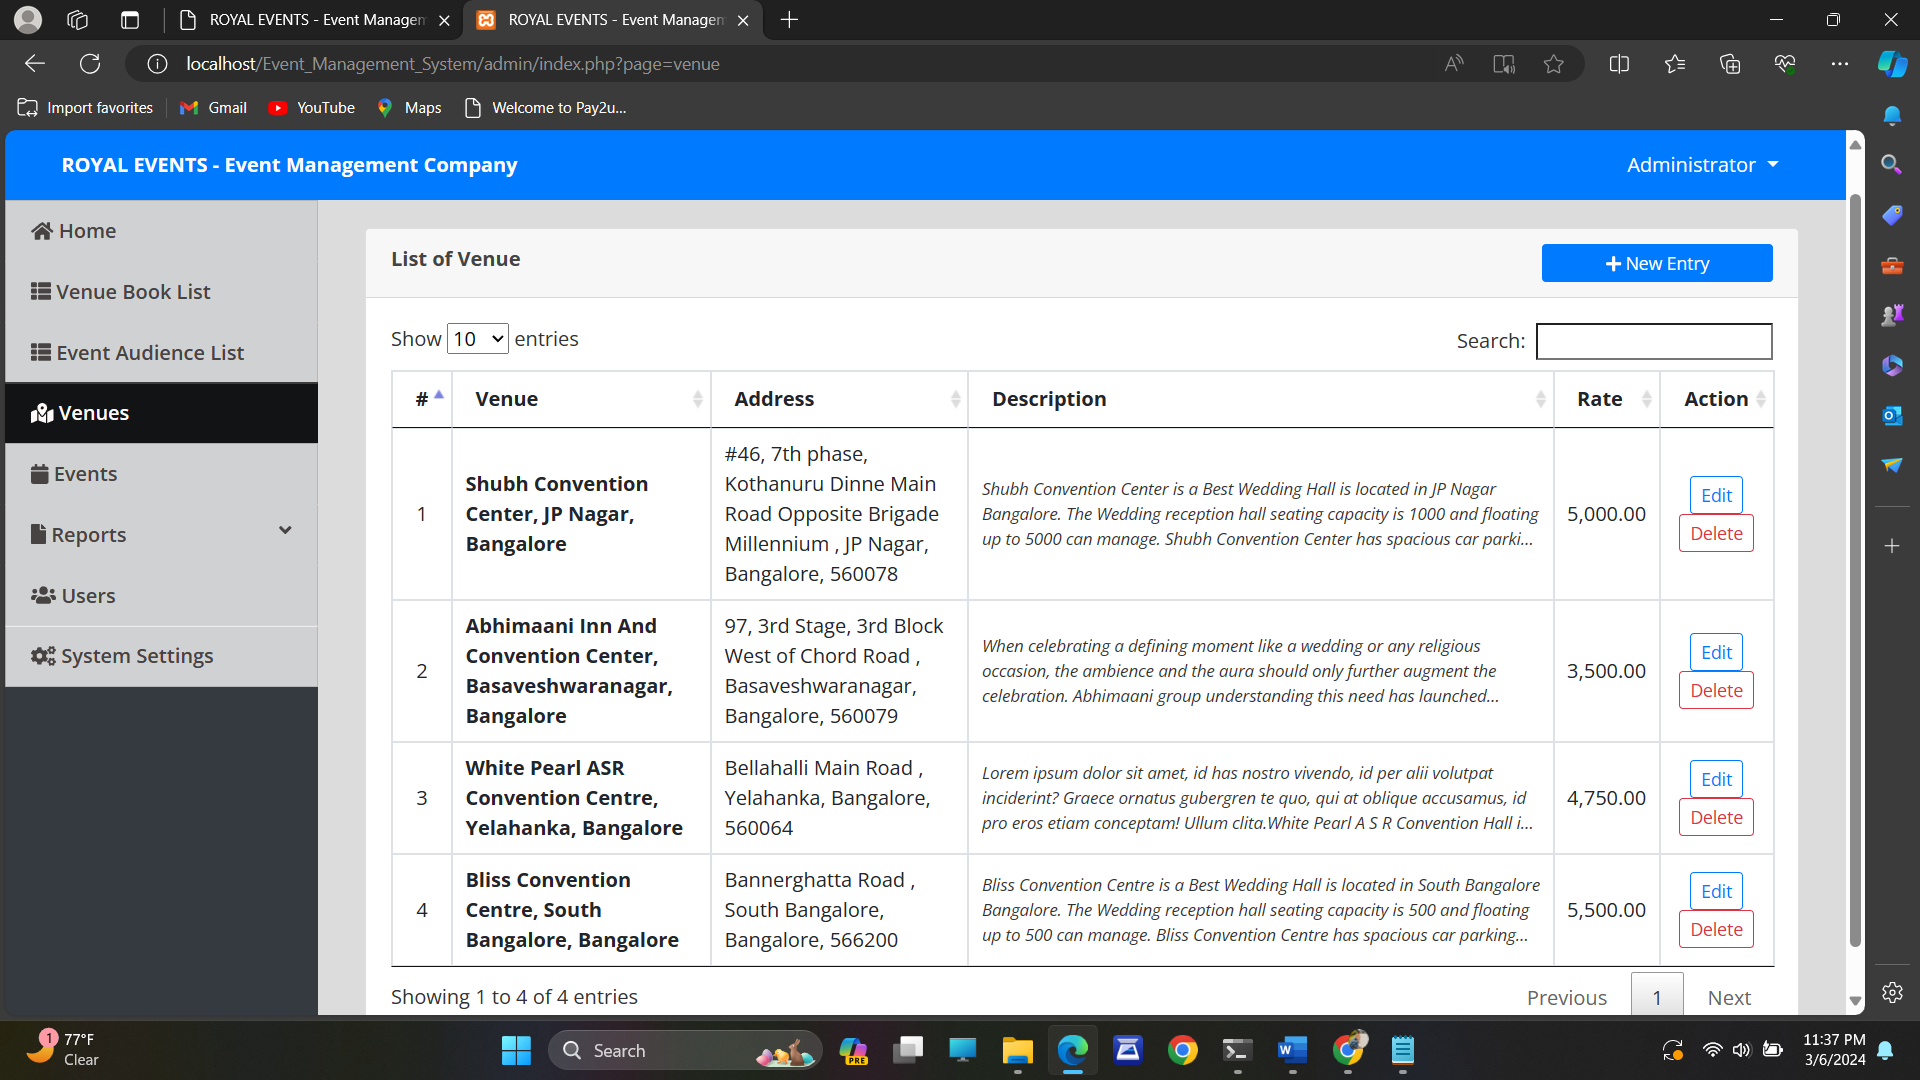 ROYAL EVENTS - Event Managen
ROYAL EVENTS - Event Managen
localhost/Event_Management_System/admin/index.php?page=venue
Import favorites
Gmail
YouTube
Maps
Welcome to Pay2u...
ROYAL EVENTS - Event Management Company
Administrator
Home
Venue Book List
Event Audience List
Venues
Events
Reports
Users
System Settings
List of Venue
New Entry
Show 10 entries
Search:
# Venue Address Description Rate Action
1
Shubh Convention
Center, JP Nagar,
Bangalore
#46, 7th phase,
Kothanuru Dinne Main
Road Opposite Brigade
Millennium , JP Nagar,
Bangalore, 560078
Shubh Convention Center is a Best Wedding Hall is located in JP Nagar
Bangalore. The Wedding reception hall seating capacity is 1000 and floating
up to 5000 can manage. Shubh Convention Center has spacious car parki...
5,000.00
Edit
Delete
2
Abhimaani Inn And
Convention Center,
Basaveshwaranagar,
Bangalore
97, 3rd Stage, 3rd Block
West of Chord Road ,
Basaveshwaranagar,
Bangalore, 560079
When celebrating a defining moment like a wedding or any religious
occasion, the ambience and the aura should only further augment the
celebration. Abhimaani group understanding this need has launched...
3,500.00
Edit
Delete
3
White Pearl ASR
Convention Centre,
Yelahanka, Bangalore
Bellahalli Main Road ,
Yelahanka, Bangalore,
560064
Lorem ipsum dolor sit amet, id has nostro vivendo, id per alii volutpat
inciderint? Graece ornatus gubergren te quo, qui at oblique accusamus, id
pro eros etiam conceptam! Ullum clita.White Pearl A S R Convention Hall i...
4,750.00
Edit
Delete
4
Bliss Convention
Centre, South
Bangalore, Bangalore
Bannerghatta Road ,
South Bangalore,
Bangalore, 566200
Bliss Convention Centre is a Best Wedding Hall is located in South Bangalore
Bangalore. The Wedding reception hall seating capacity is 500 and floating
up to 500 can manage. Bliss Convention Centre has spacious car parking...
5,500.00
Edit
Delete
Showing 1 to 4 of 4 entries
Previous 1 Next
1
77°F
Clear
Search
PRE
11:37 PM
3/6/2024